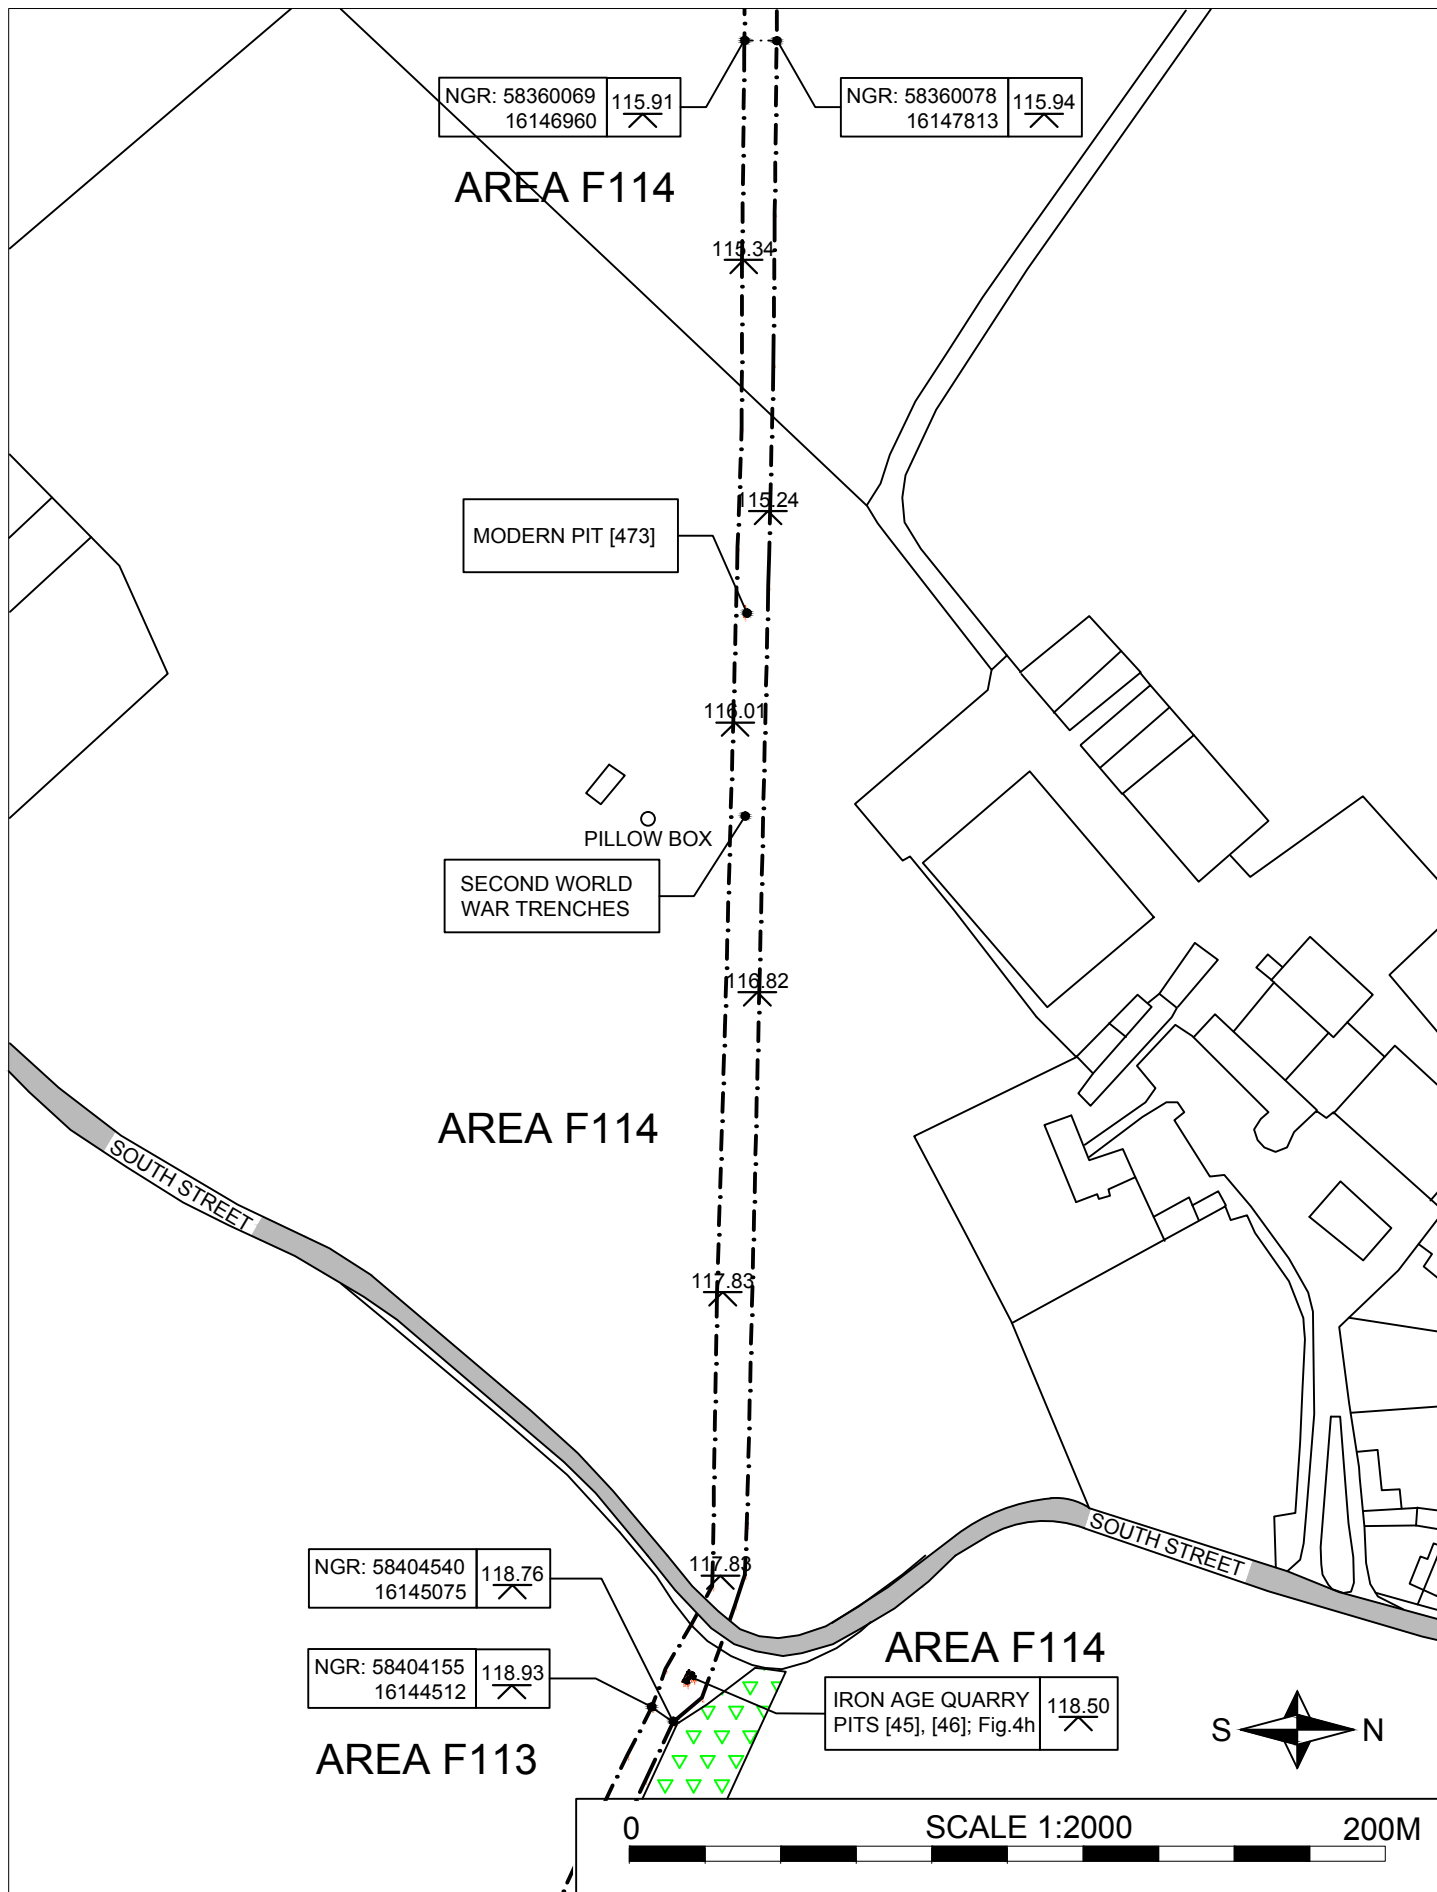 NGR: 58360069
16146960
115.91
NGR: 58360078
16147813
115.94
AREA F114
115.34
115.24
MODERN PIT [473]
116.01
PILLOW BOX
SECOND WORLD
WAR TRENCHES
116.82
AREA F114
SOUTH STREET
117.83
SOUTH STREET
117.83
NGR: 58404540
16145075
118.76
NGR: 58404155
16144512
118.93
AREA F114
IRON AGE QUARRY
PITS [45], [46]; Fig.4h
118.50
S
N
AREA F113
0
SCALE 1:2000
200M